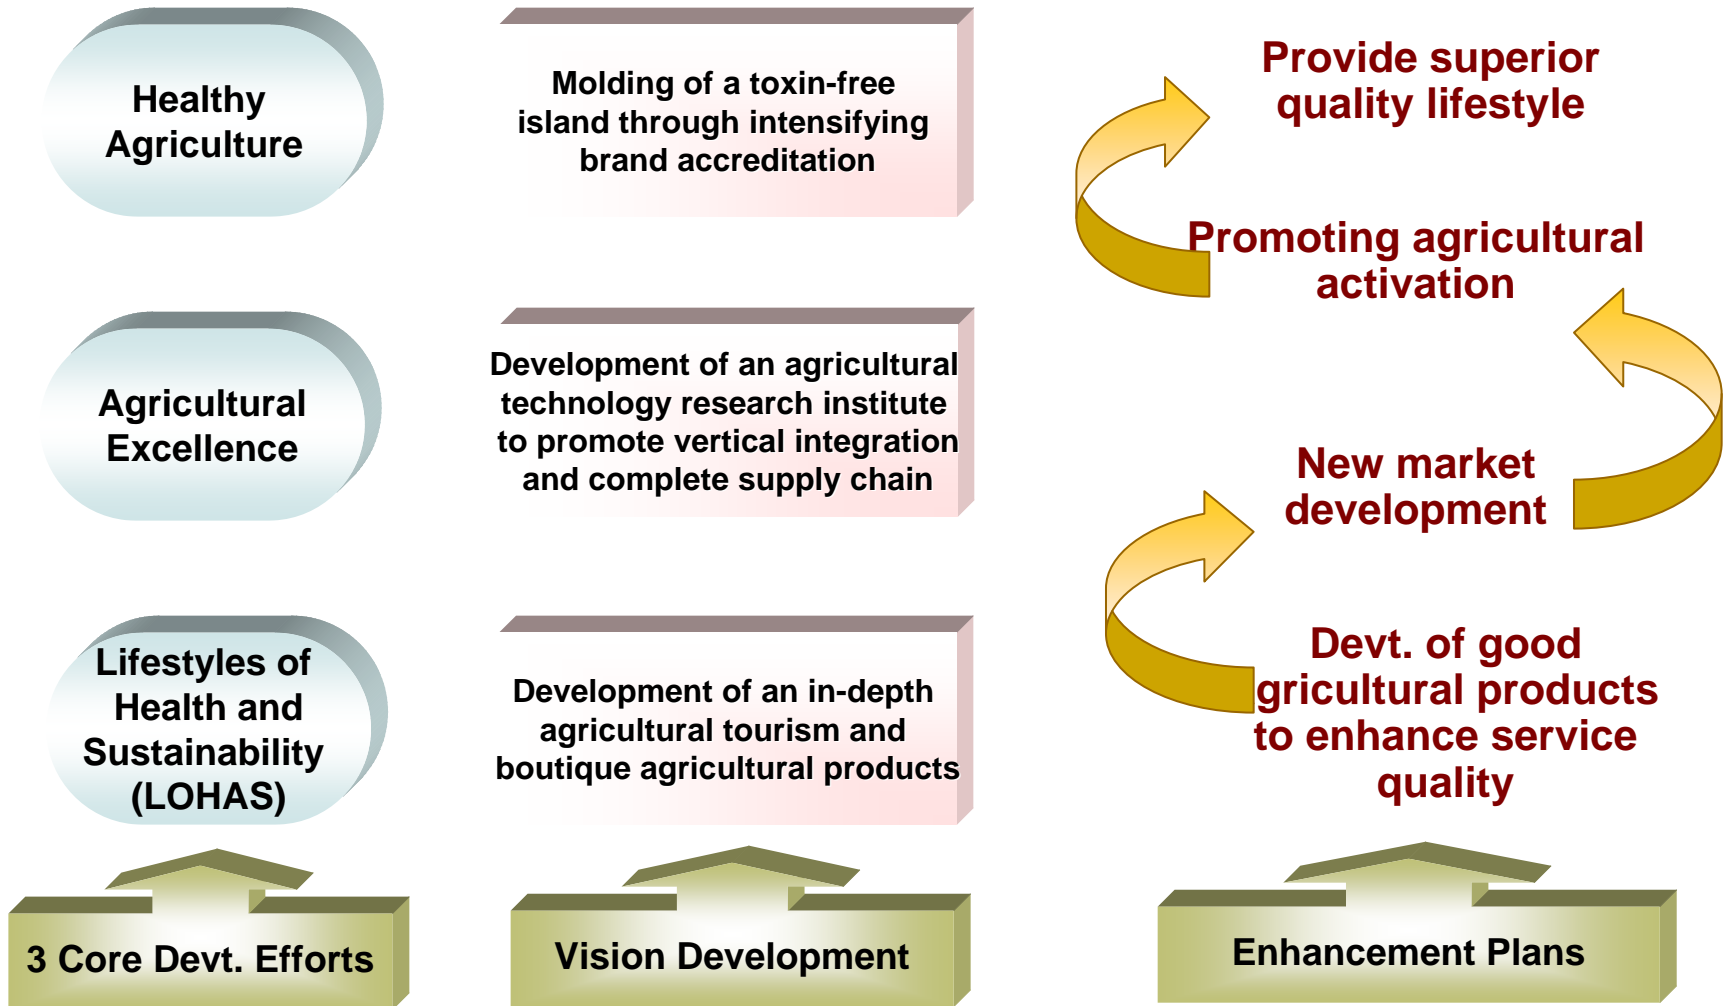 Healthy
Agriculture
Molding of a toxin-free
island through intensifying
brand accreditation
Provide superior
quality lifestyle
Promoting agricultural
activation
Agricultural
Excellence
Development of an agricultural
technology research institute
to promote vertical integration
and complete supply chain
New market
development
Lifestyles of
Health and
Sustainability
(LOHAS)
Development of an in-depth
agricultural tourism and
boutique agricultural products
Devt. of good
gricultural products
to enhance service
quality
3 Core Devt. Efforts
Vision Development
Enhancement Plans